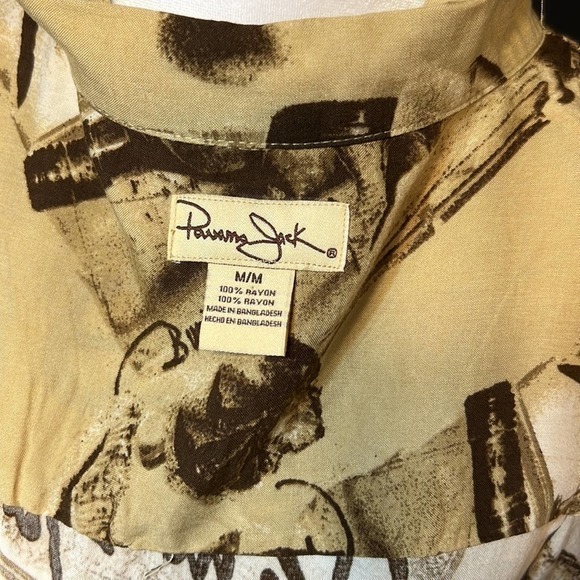 Panama Jack ®
M/M
100% RAYON
100% RAYON
MADE IN BANGLADESH
HECHO EN BANGLADESH